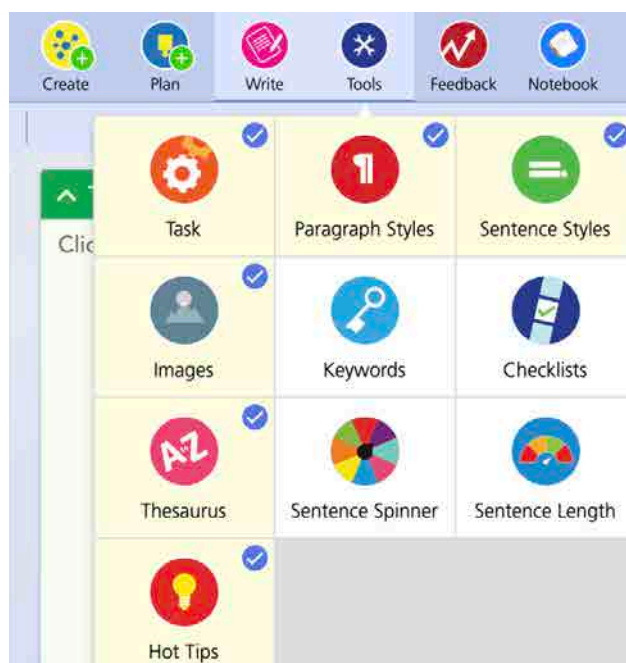 Create Plan Write Tools Feedback Notebook
Task Paragraph Styles Sentence Styles
Clic
Images Keywords Checklists
A Z
Thesaurus Sentence Spinner Sentence Length
Hot Tips